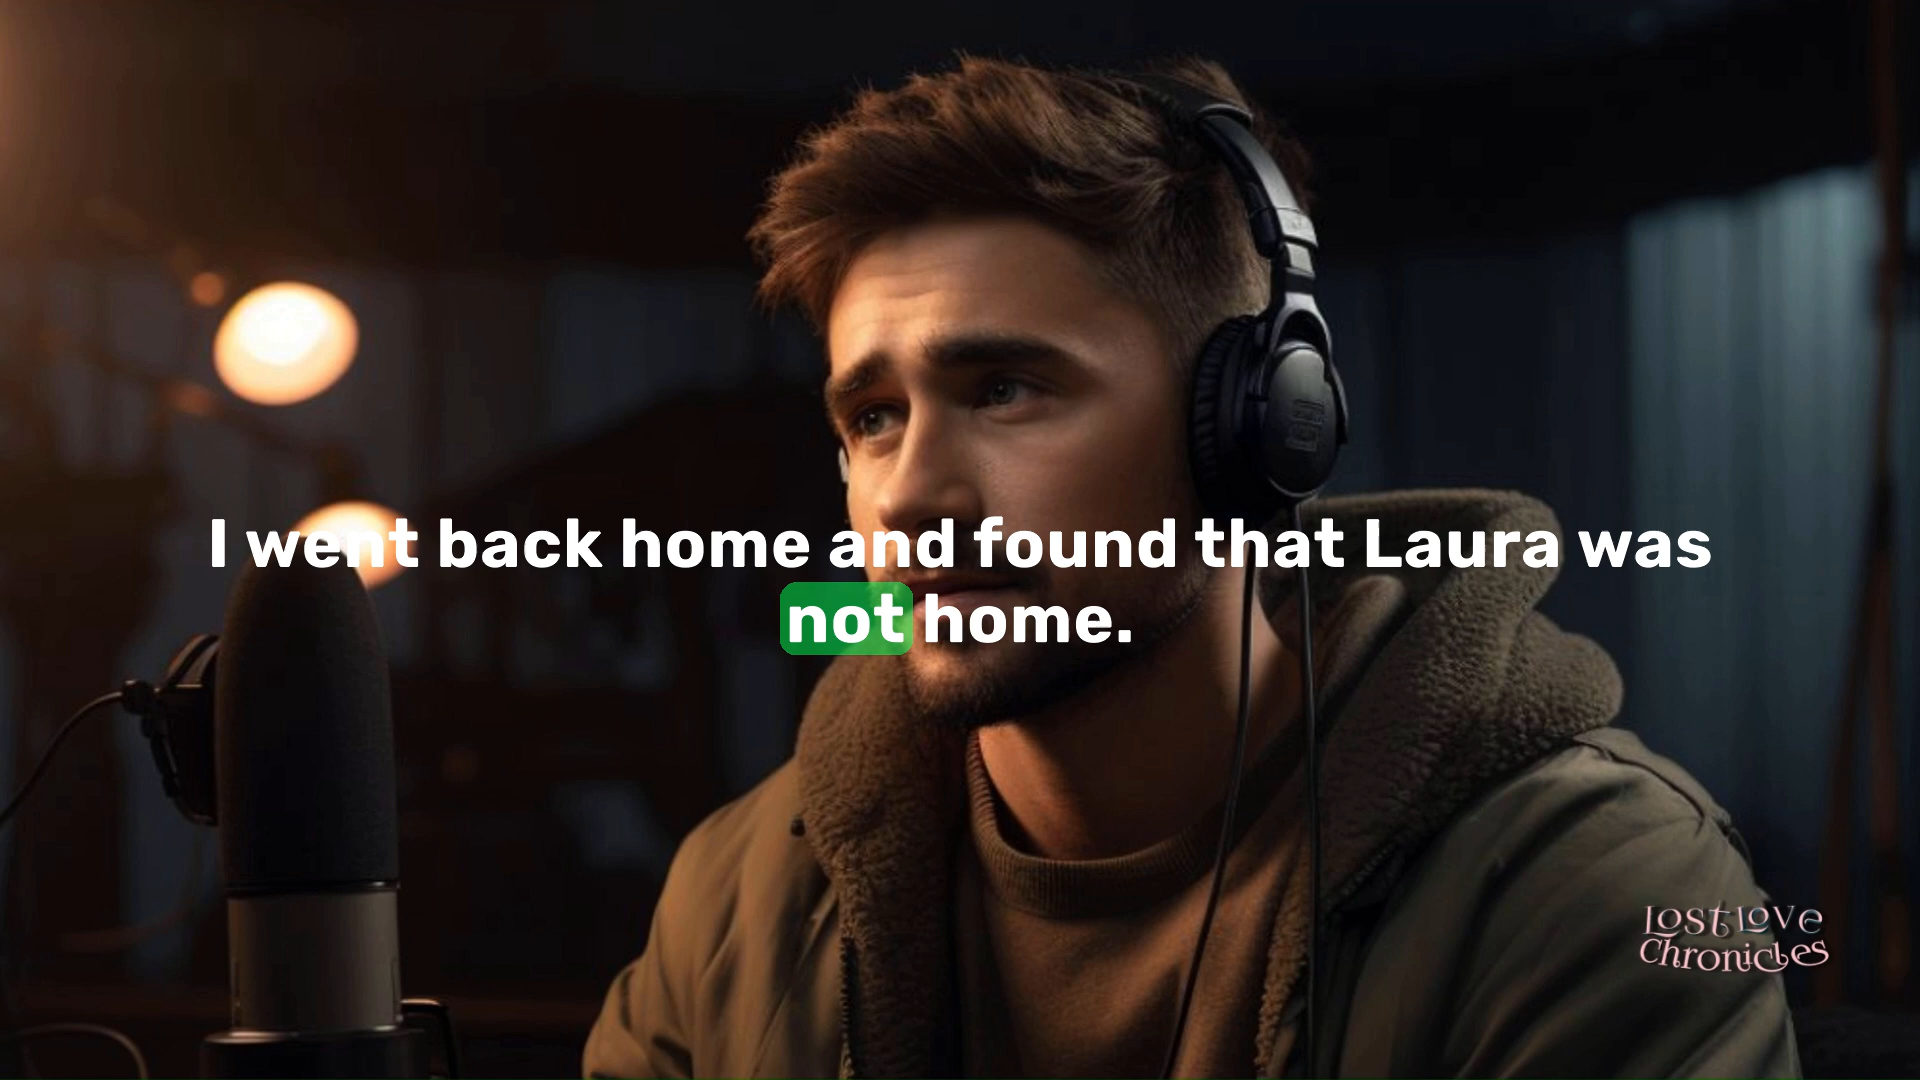 I went back home and found that Laura was
not home.
Lost Love
Chronicles